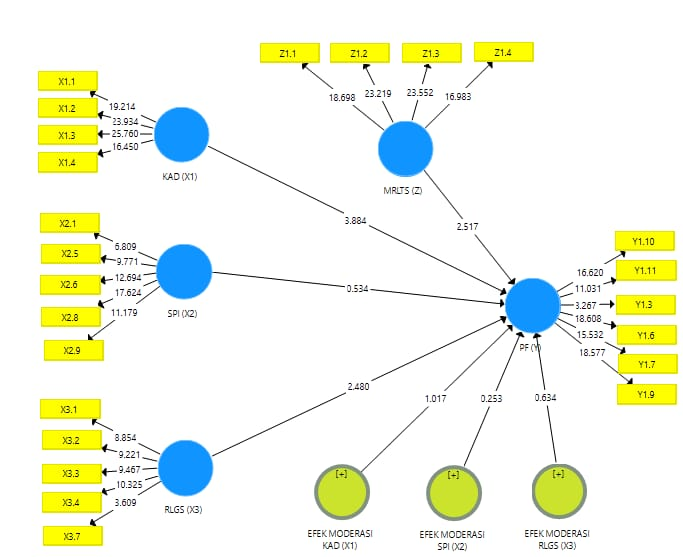 Z1.1
Z1.2
Z1.3
Z1.4
18.698
23.219
23.552
16.983
MRLTS (Z)
2.517
X1.1
X1.2
X1.3
X1.4
19.214
23.934
25.760
16.450
KAD (X1)
3.884
X2.1
X2.5
X2.6
X2.8
X2.9
6.809
9.771
12.694
17.624
11.179
SPI (X2)
0.534
X3.1
X3.2
X3.3
X3.4
X3.7
8.854
9.221
9.467
10.325
3.609
RLGS (X3)
2.480
PF (Y)
16.620
11.031
3.267
18.608
15.532
18.577
Y1.10
Y1.11
Y1.3
Y1.6
Y1.7
Y1.9
1.017
0.253
0.634
[+]
[+]
[+]
EFEK MODERASI
KAD (X1)
EFEK MODERASI
SPI (X2)
EFEK MODERASI
RLGS (X3)